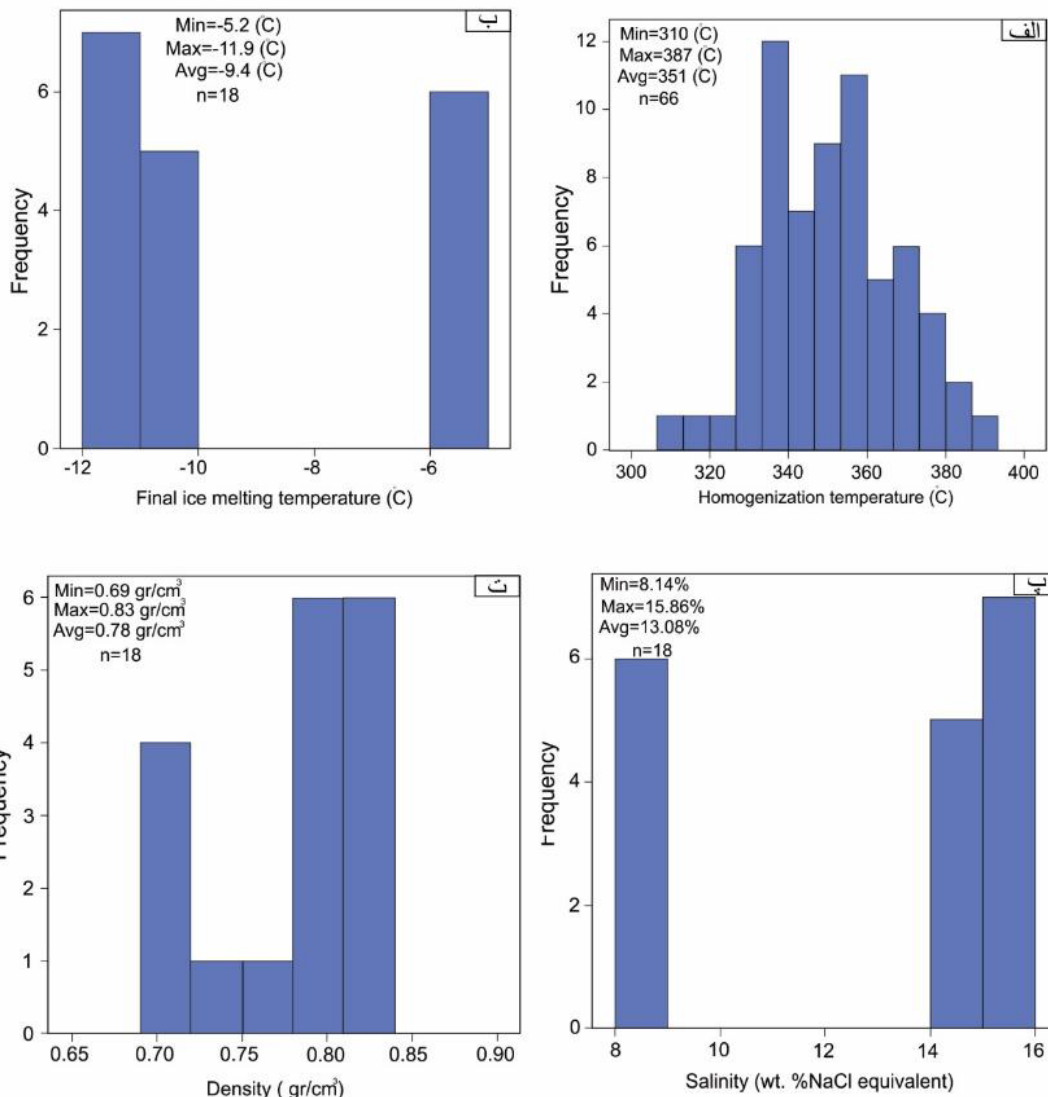 ب
Min=-5.2 (°C)
Max=-11.9 (°C)
Avg=-9.4 (°C)
n=18
Frequency
6
4
2
0
-12 -10 -8 -6
Final ice melting temperature (°C)
الف
Min=310 (°C)
Max=387 (°C)
Avg=351 (°C)
n=66
Frequency
12
10
8
6
4
2
0
300 320 340 360 380 400
Homogenization temperature (°C)
ت
Min=0.69 gr/cm³
Max=0.83 gr/cm³
Avg=0.78 gr/cm³
n=18
Frequency
6
5
4
3
2
1
0
0.65 0.70 0.75 0.80 0.85 0.90
Density ( gr/cm³)
پ
Min=8.14%
Max=15.86%
Avg=13.08%
n=18
Frequency
6
4
2
0
8 10 12 14 16
Salinity (wt. %NaCl equivalent)